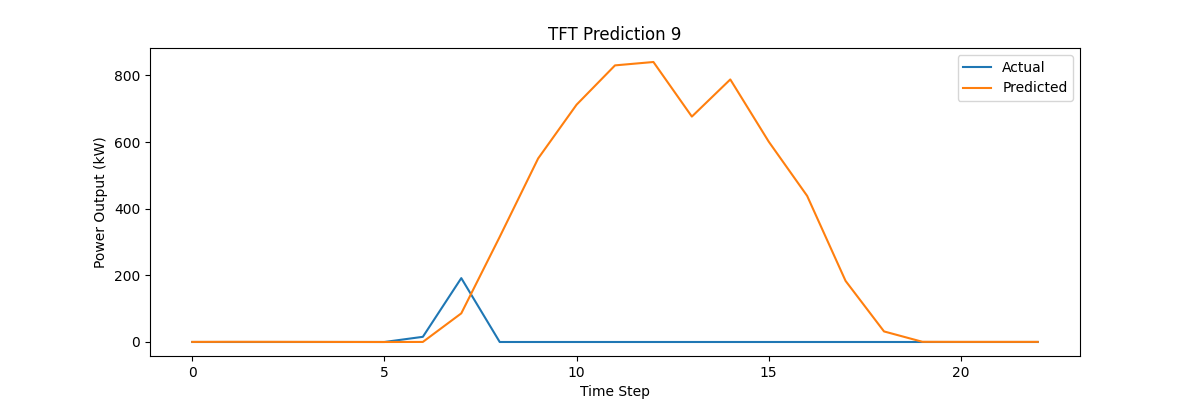 TFT Prediction 9
Actual
Predicted
Power Output (kW)
800
600
400
200
0
0 5 10 15 20
Time Step